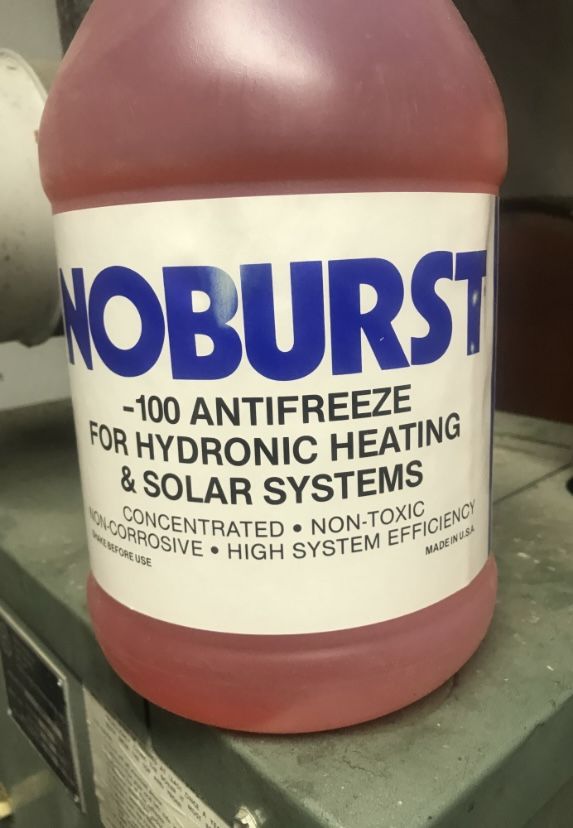 NOBURST
-100 ANTIFREEZE
FOR HYDRONIC HEATING
& SOLAR SYSTEMS
CONCENTRATED • NON-TOXIC
NON-CORROSIVE • HIGH SYSTEM EFFICIENCY
SHAKE BEFORE USE
MADE IN U.S.A.